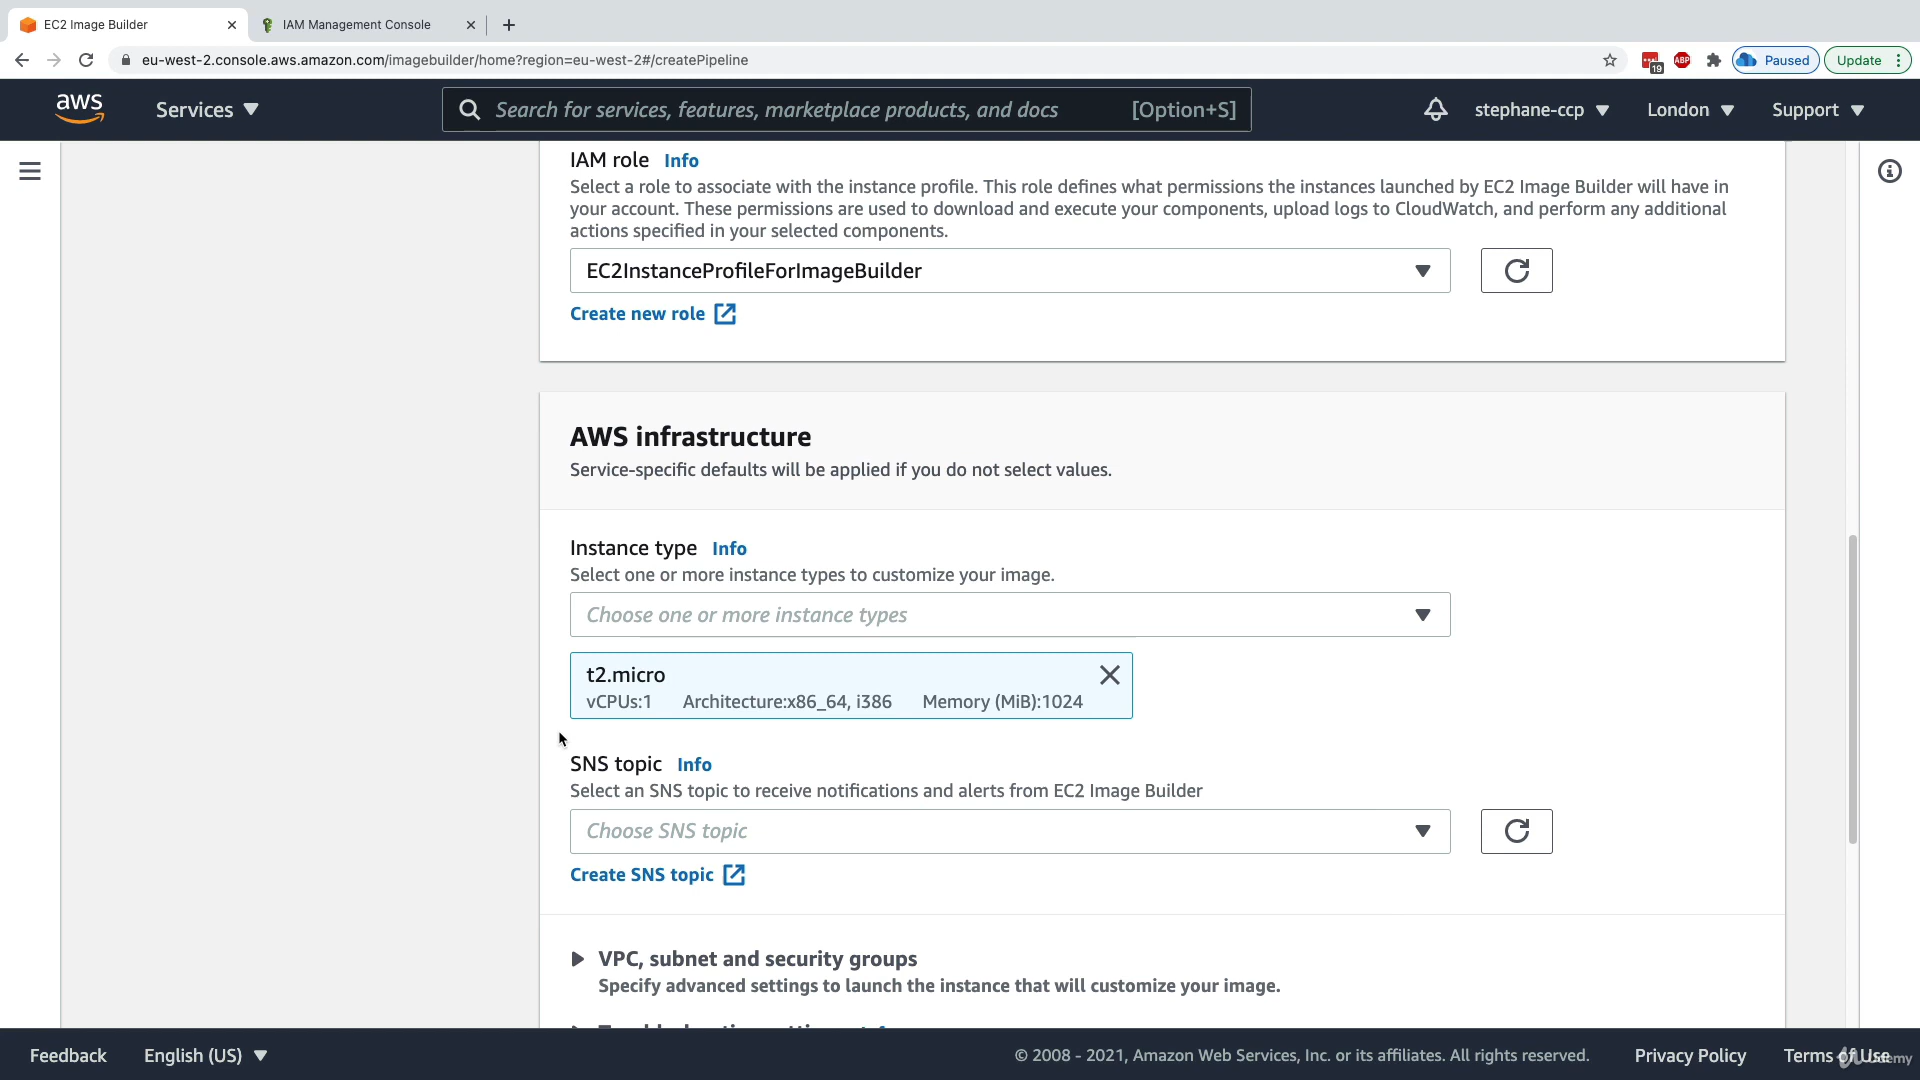 EC2 Image Builder
IAM Management Console
eu-west-2.console.aws.amazon.com/imagebuilder/home?region=eu-west-2#/createPipeline
19
ABP
Paused
Update
aws
Services
Search for services, features, marketplace products, and docs
[Option+S]
stephane-ccp
London
Support
IAM role Info
Select a role to associate with the instance profile. This role defines what permissions the instances launched by EC2 Image Builder will have in
your account. These permissions are used to download and execute your components, upload logs to CloudWatch, and perform any additional
actions specified in your selected components.
EC2InstanceProfileForImageBuilder
Create new role
AWS infrastructure
Service-specific defaults will be applied if you do not select values.
Instance type Info
Select one or more instance types to customize your image.
Choose one or more instance types
t2.micro
vCPUs:1 Architecture:x86_64, i386 Memory (MiB):1024
SNS topic Info
Select an SNS topic to receive notifications and alerts from EC2 Image Builder
Choose SNS topic
Create SNS topic
VPC, subnet and security groups
Specify advanced settings to launch the instance that will customize your image.
Feedback
English (US)
© 2008 - 2021, Amazon Web Services, Inc. or its affiliates. All rights reserved.
Privacy Policy
Terms of Use
Udemy